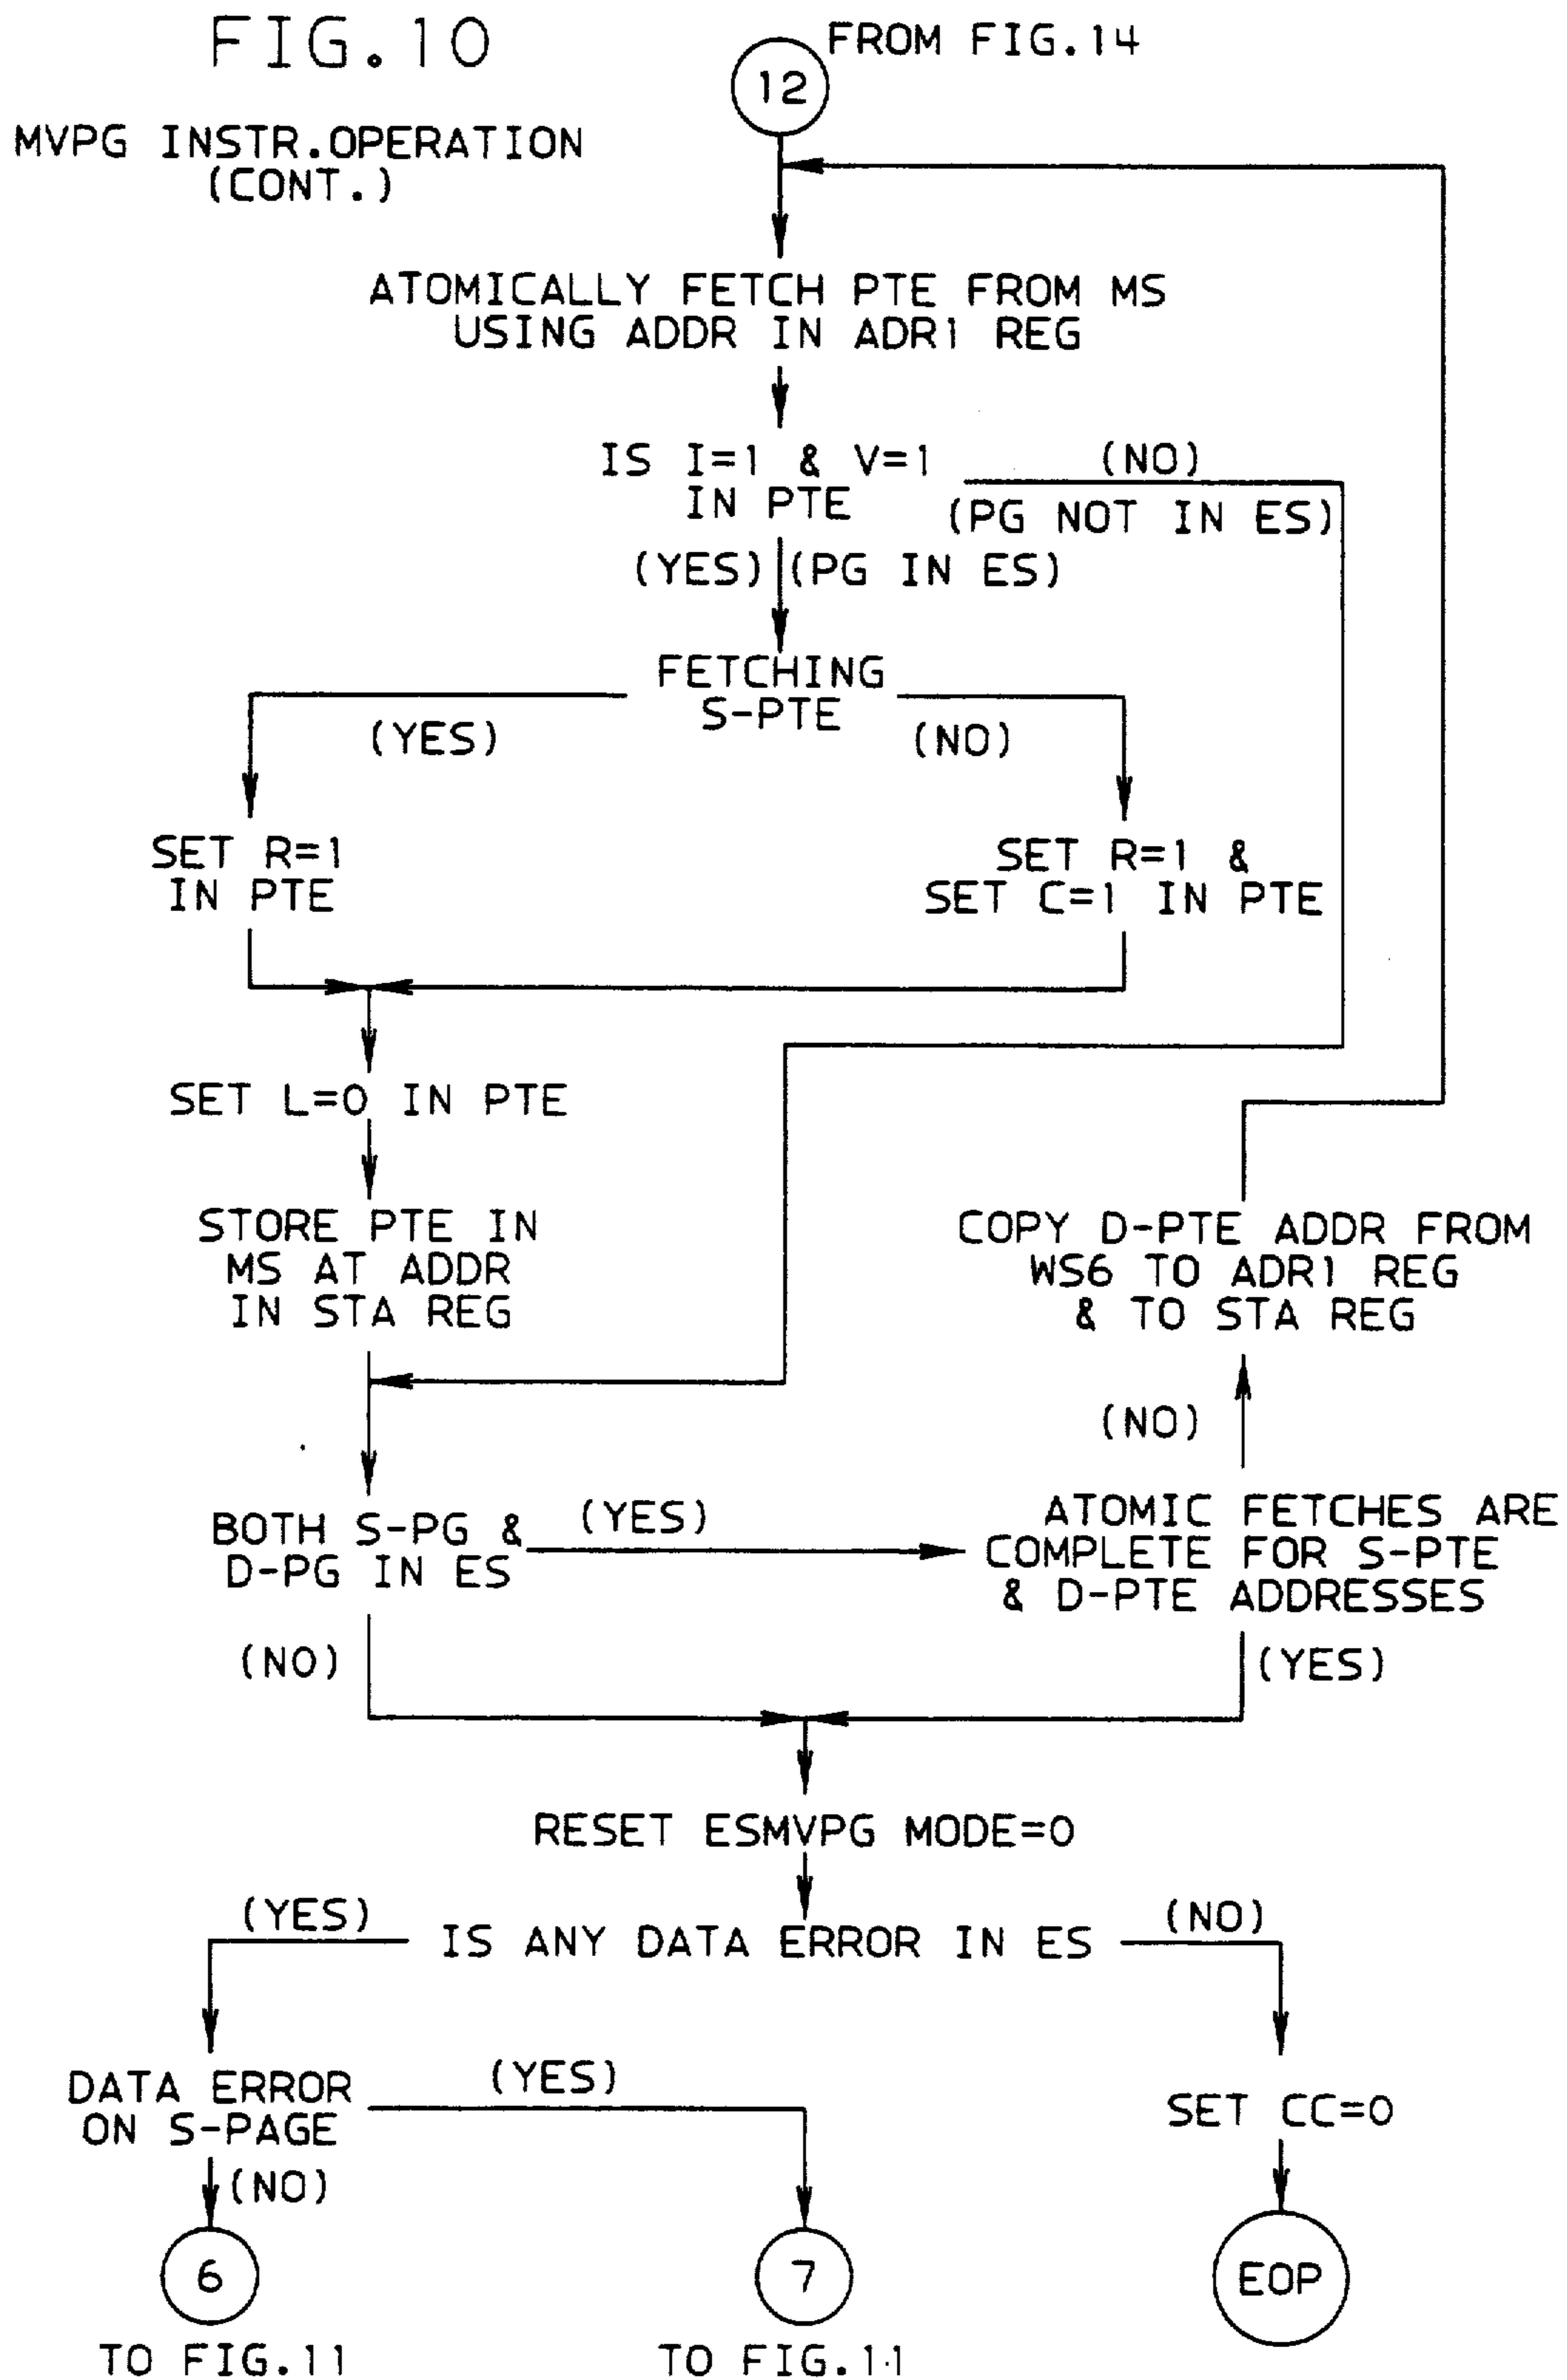 FIG.10
FROM FIG.14
12
MVPG INSTR.OPERATION
(CONT.)
ATOMICALLY FETCH PTE FROM MS
USING ADDR IN ADR1 REG
IS I=1 & V=1
IN PTE
(NO)
(PG NOT IN ES)
(YES) (PG IN ES)
FETCHING
S-PTE
(YES)
(NO)
SET R=1
IN PTE
SET R=1 &
SET C=1 IN PTE
SET L=0 IN PTE
STORE PTE IN
MS AT ADDR
IN STA REG
COPY D-PTE ADDR FROM
WS6 TO ADR1 REG
& TO STA REG
(NO)
BOTH S-PG &
D-PG IN ES
(YES)
ATOMIC FETCHES ARE
COMPLETE FOR S-PTE
& D-PTE ADDRESSES
(NO)
(YES)
RESET ESMVPG MODE=0
(YES)
IS ANY DATA ERROR IN ES
(NO)
DATA ERROR
ON S-PAGE
(YES)
SET CC=0
(NO)
6
7
EOP
TO FIG.11
TO FIG.11